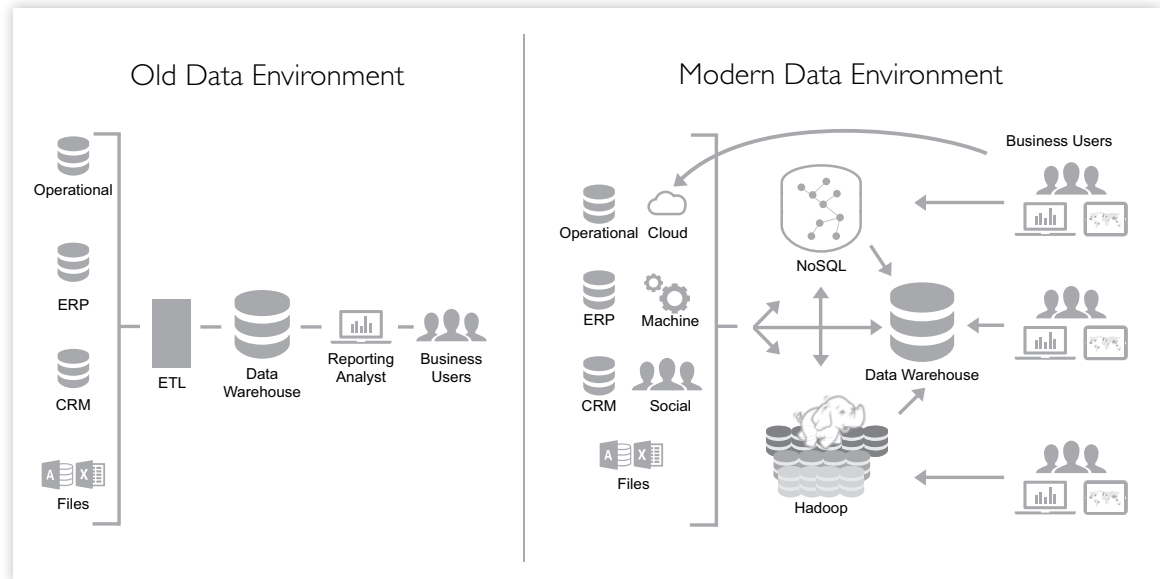 Old Data Environment
Operational
ERP
CRM
A X
Files
ETL
Data
Warehouse
Reporting
Analyst
Business
Users
Modern Data Environment
Business Users
Operational Cloud
NoSQL
ERP Machine
CRM Social
Data Warehouse
A X
Files
Hadoop